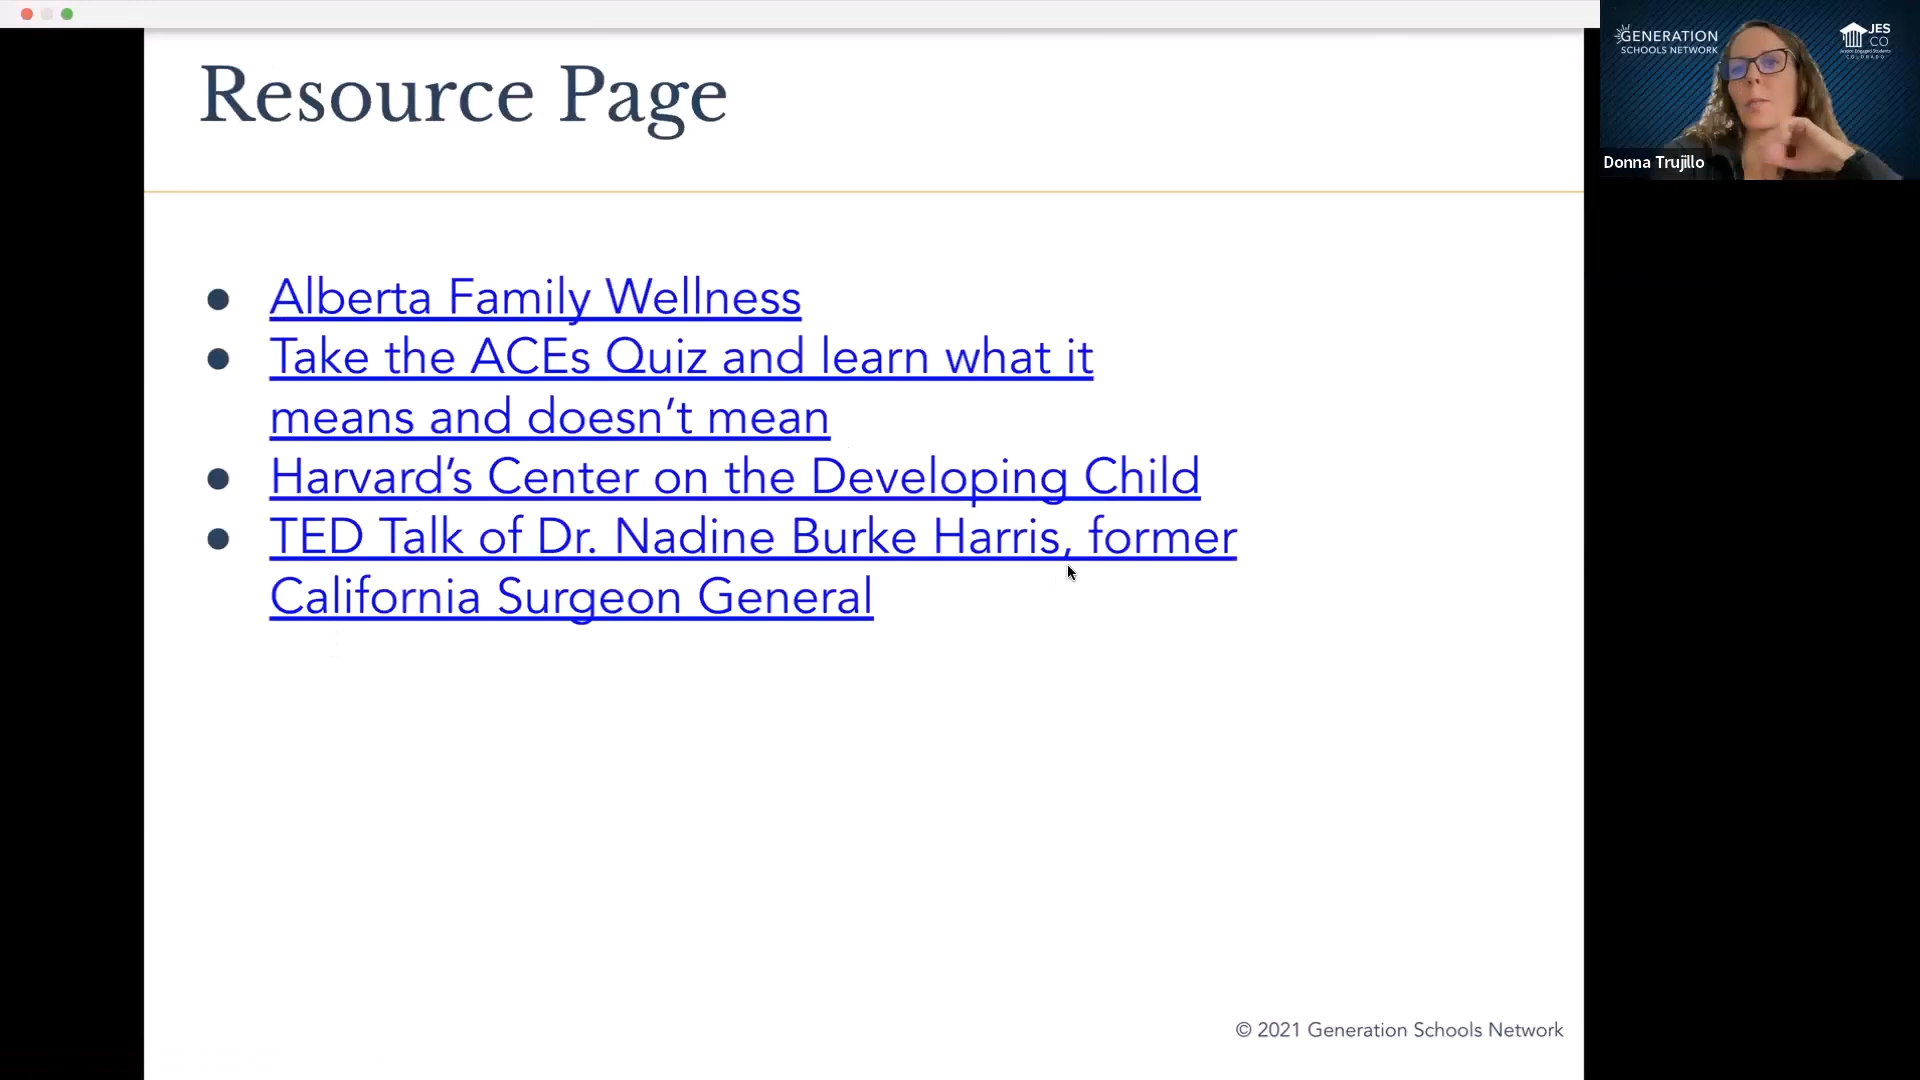 Resource Page
GENERATION
SCHOOLS NETWORK
JES
CO
COLORADO
Donna Trujillo
● Alberta Family Wellness
● Take the ACEs Quiz and learn what it
means and doesn’t mean
● Harvard’s Center on the Developing Child
● TED Talk of Dr. Nadine Burke Harris, former
California Surgeon General
© 2021 Generation Schools Network